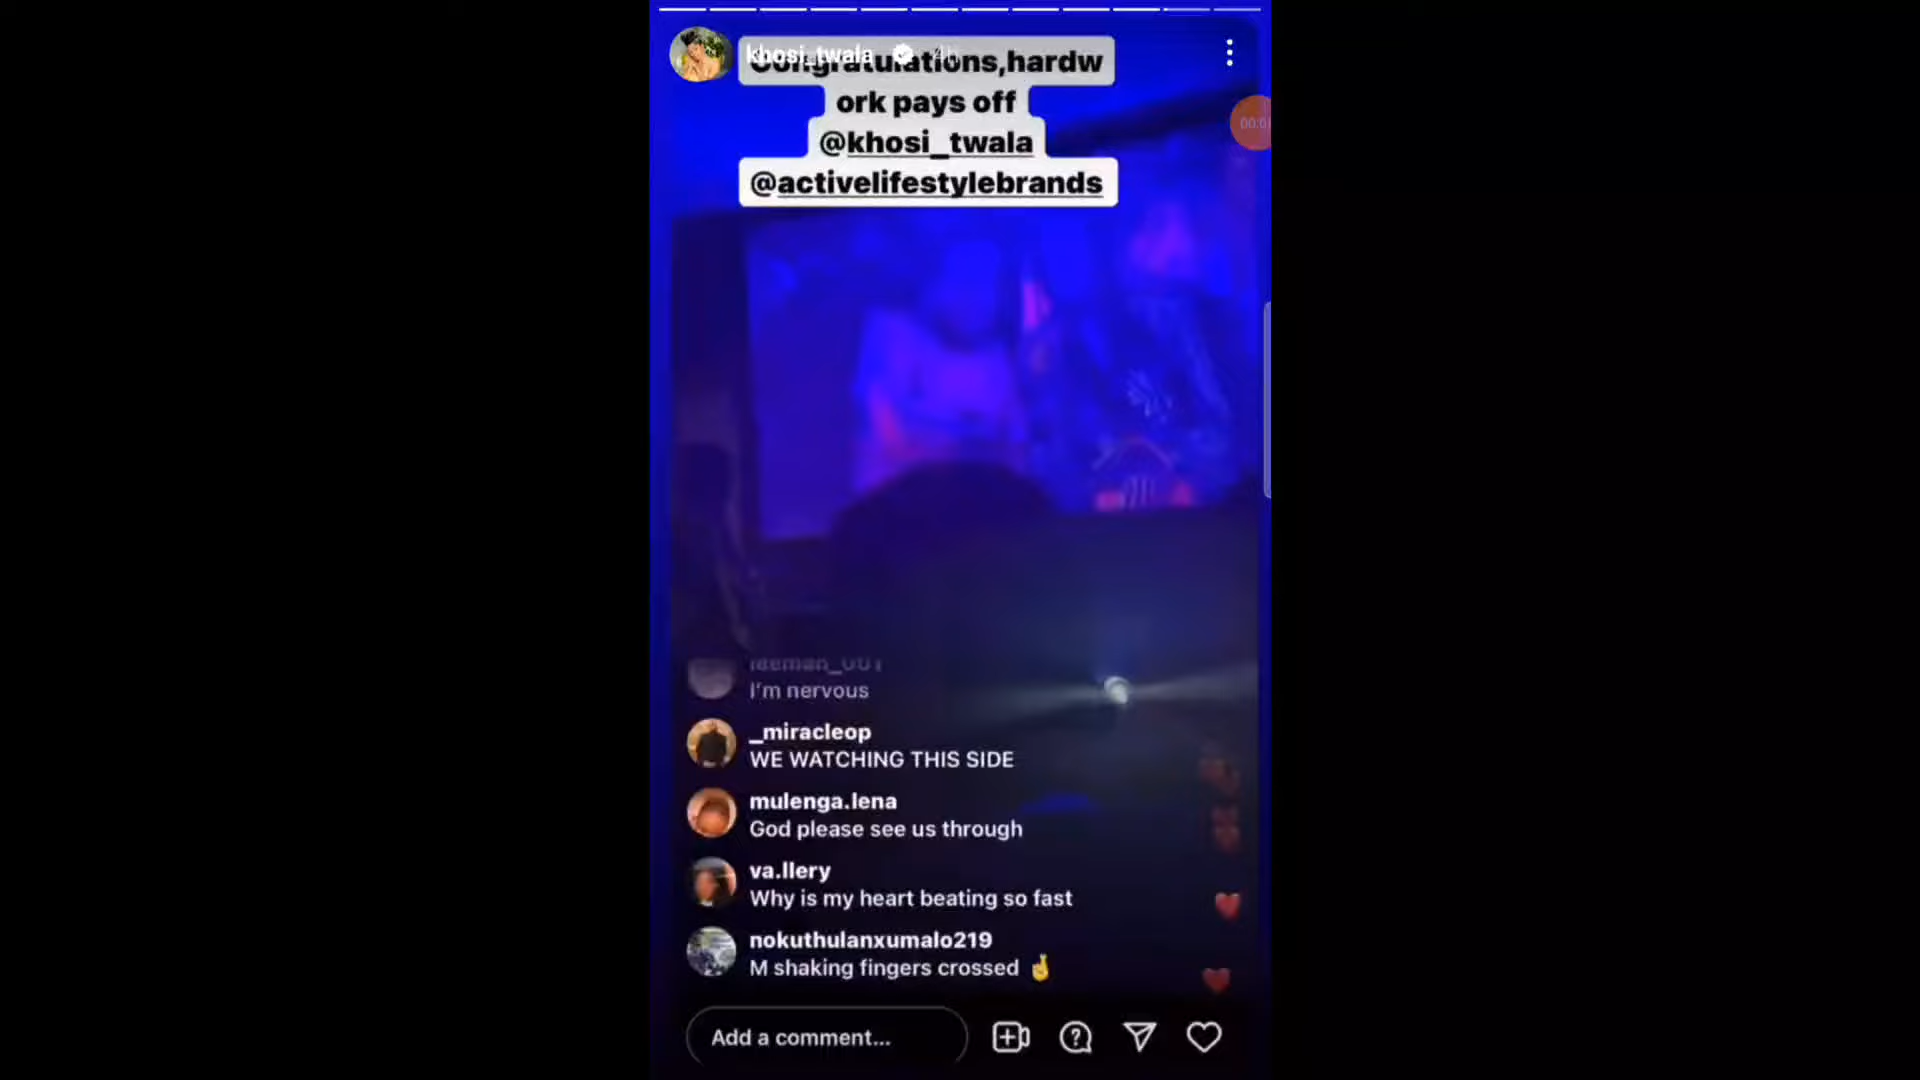 khosi_twala 4h
Congratulations,hardw
ork pays off
@khosi_twala
@activelifestylebrands
I'm nervous
_miracleop
WE WATCHING THIS SIDE
mulenga.lena
God please see us through
va.llery
Why is my heart beating so fast
nokuthulanxumalo219
M shaking fingers crossed 🤞
Add a comment...